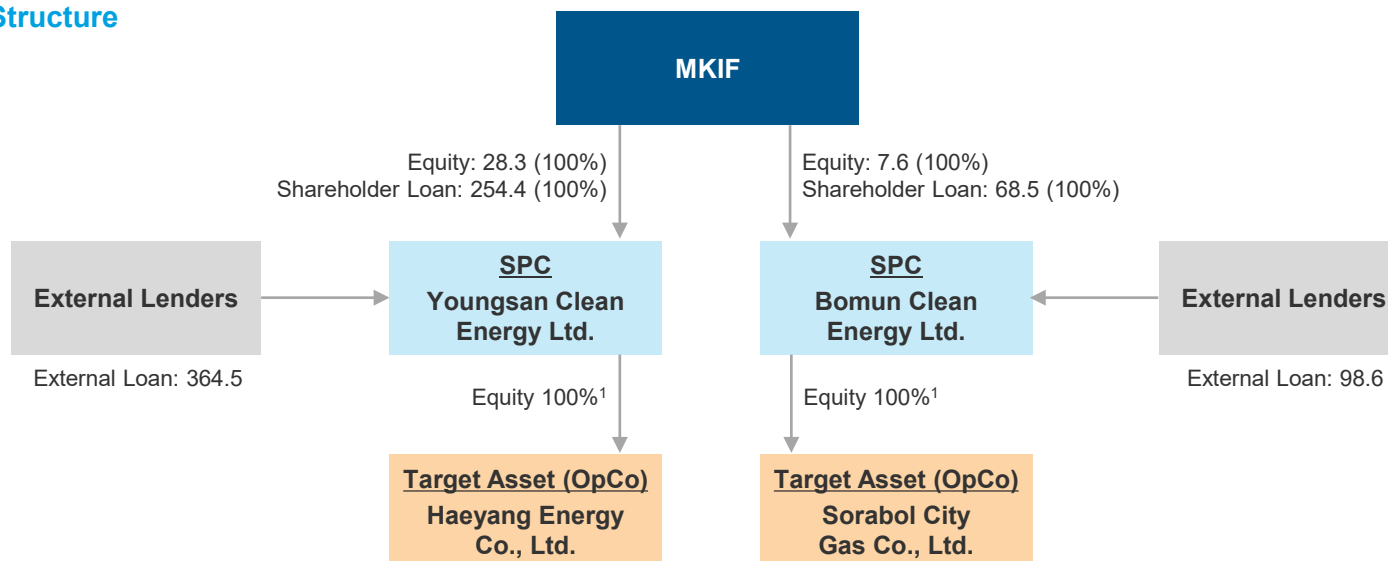 Structure
MKIF
Equity: 28.3 (100%)
Shareholder Loan: 254.4 (100%)
Equity: 7.6 (100%)
Shareholder Loan: 68.5 (100%)
External Lenders
SPC
Youngsan Clean
Energy Ltd.
SPC
Bomun Clean
Energy Ltd.
External Lenders
External Loan: 364.5
External Loan: 98.6
Equity 100%¹
Equity 100%¹
Target Asset (OpCo)
Haeyang Energy
Co., Ltd.
Target Asset (OpCo)
Sorabol City
Gas Co., Ltd.